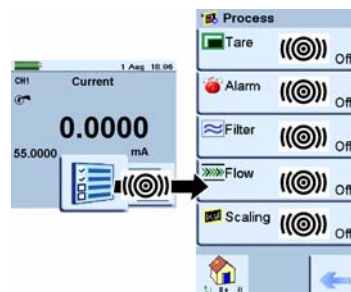 1 Aug 18:06
CH1
Current
0.0000
55.0000
mA
Process
Tare
Off
Alarm
Off
Filter
Off
Flow
Off
Scaling
Off